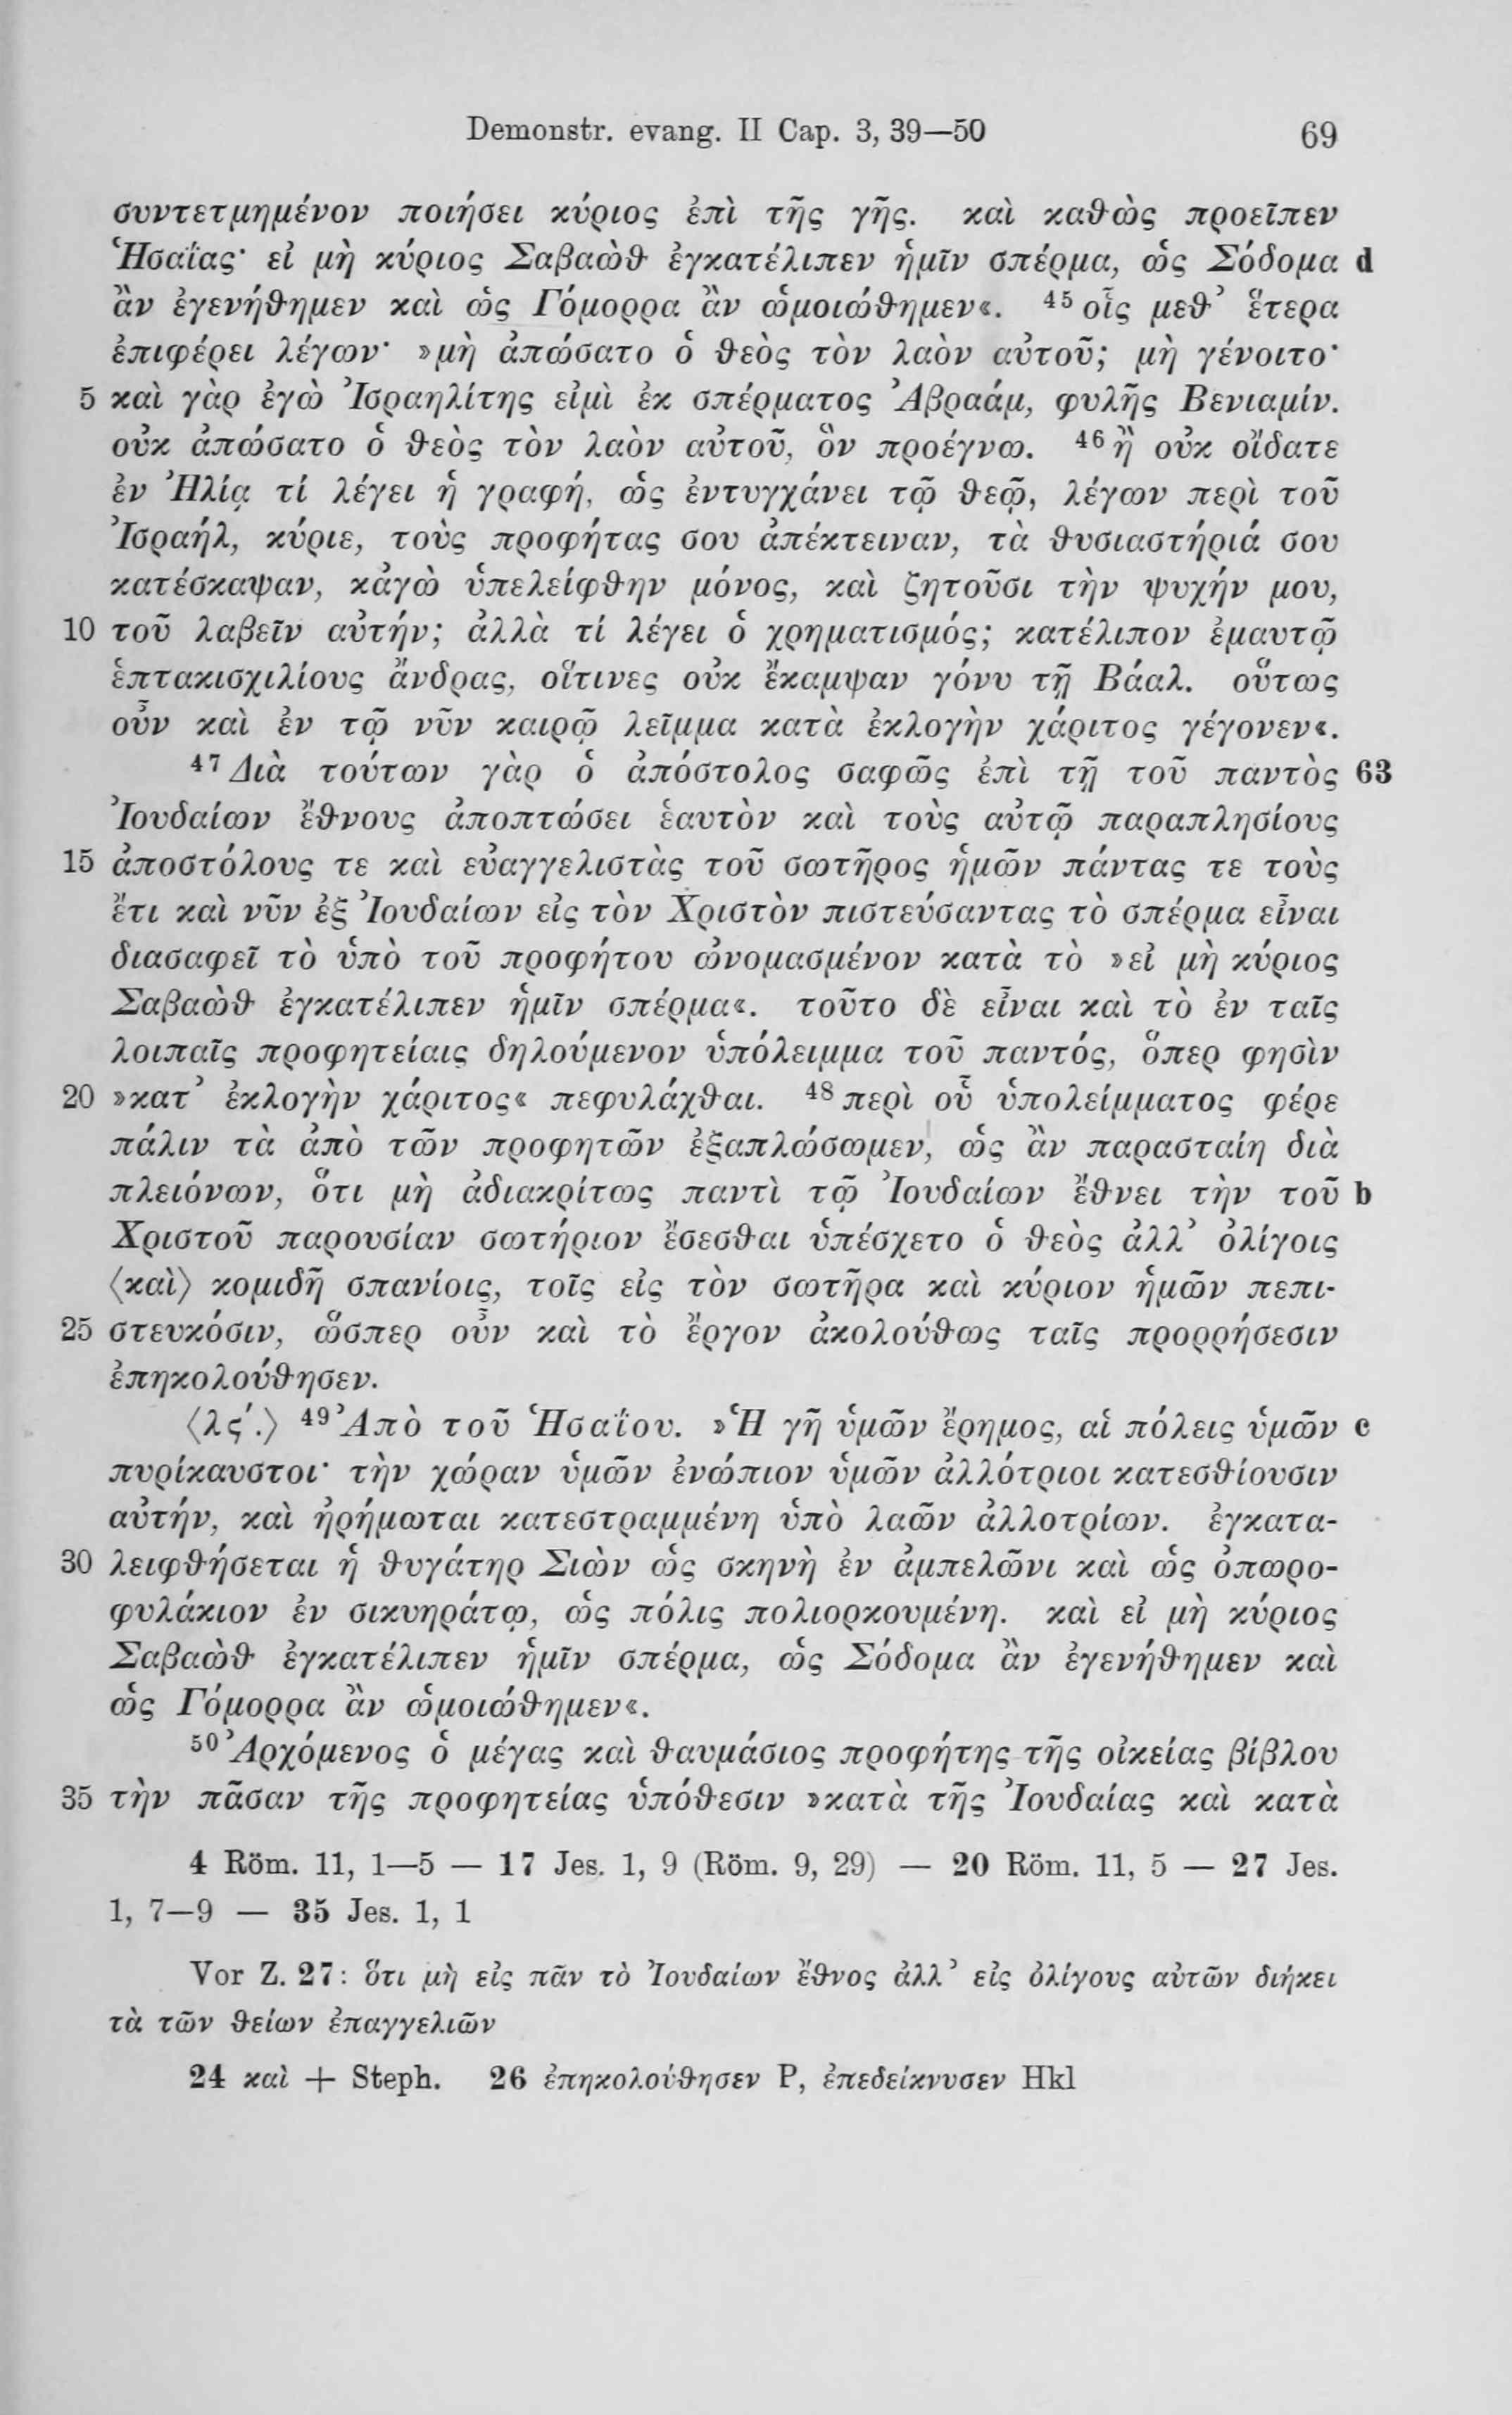 Demonstr. evang. II Cap. 3, 39—50 69
συντετμημένον ποιήσει κύριος ἐπὶ τῆς γῆς. καὶ καθὼς προεῖπεν
Ἡσαΐας· εἰ μὴ κύριος Σαβαὼθ ἐγκατέλιπεν ἡμῖν σπέρμα, ὡς Σόδομα d
ἂν ἐγενήθημεν καὶ ὡς Γόμορρα ἂν ὡμοιώθημεν«. ⁴⁵ οἷς μεθ’ ἕτερα
ἐπιφέρει λέγων· »μὴ ἀπώσατο ὁ θεὸς τὸν λαὸν αὐτοῦ; μὴ γένοιτο·
5 καὶ γὰρ ἐγὼ Ἰσραηλίτης εἰμὶ ἐκ σπέρματος Ἀβραάμ, φυλῆς Βενιαμίν.
οὐκ ἀπώσατο ὁ θεὸς τὸν λαὸν αὐτοῦ, ὃν προέγνω. ⁴⁶ ἢ οὐκ οἴδατε
ἐν Ἠλίᾳ τί λέγει ἡ γραφή, ὡς ἐντυγχάνει τῷ θεῷ, λέγων περὶ τοῦ
Ἰσραήλ, κύριε, τοὺς προφήτας σου ἀπέκτειναν, τὰ θυσιαστήριά σου
κατέσκαψαν, κἀγὼ ὑπελείφθην μόνος, καὶ ζητοῦσι τὴν ψυχήν μου,
10 τοῦ λαβεῖν αὐτήν; ἀλλὰ τί λέγει ὁ χρηματισμός; κατέλιπον ἐμαυτῷ
ἑπτακισχιλίους ἄνδρας, οἵτινες οὐκ ἔκαμψαν γόνυ τῇ Βάαλ. οὕτως
οὖν καὶ ἐν τῷ νῦν καιρῷ λεῖμμα κατὰ ἐκλογὴν χάριτος γέγονεν«.
⁴⁷ Διὰ τούτων γὰρ ὁ ἀπόστολος σαφῶς ἐπὶ τῇ τοῦ παντὸς 63
Ἰουδαίων ἔθνους ἀποπτώσει ἑαυτὸν καὶ τοὺς αὐτῷ παραπλησίους
15 ἀποστόλους τε καὶ εὐαγγελιστὰς τοῦ σωτῆρος ἡμῶν πάντας τε τοὺς
ἔτι καὶ νῦν ἐξ Ἰουδαίων εἰς τὸν Χριστὸν πιστεύσαντας τὸ σπέρμα εἶναι
διασαφεῖ τὸ ὑπὸ τοῦ προφήτου ὠνομασμένον κατὰ τὸ »εἰ μὴ κύριος
Σαβαὼθ ἐγκατέλιπεν ἡμῖν σπέρμα«. τοῦτο δὲ εἶναι καὶ τὸ ἐν ταῖς
λοιπαῖς προφητείαις δηλούμενον ὑπόλειμμα τοῦ παντός, ὅπερ φησὶν
20 »κατ’ ἐκλογὴν χάριτος« πεφυλάχθαι. ⁴⁸ περὶ οὗ ὑπολείμματος φέρε
πάλιν τὰ ἀπὸ τῶν προφητῶν ἐξαπλώσωμεν, ὡς ἂν παρασταίη διὰ
πλειόνων, ὅτι μὴ ἀδιακρίτως παντὶ τῷ Ἰουδαίων ἔθνει τὴν τοῦ b
Χριστοῦ παρουσίαν σωτήριον ἔσεσθαι ὑπέσχετο ὁ θεὸς ἀλλ’ ὀλίγοις
⟨καὶ⟩ κομιδῆ σπανίοις, τοῖς εἰς τὸν σωτῆρα καὶ κύριον ἡμῶν πεπι-
25 στευκόσιν, ὥσπερ οὖν καὶ τὸ ἔργον ἀκολούθως ταῖς προρρήσεσιν
ἐπηκολούθησεν.
⟨λϛ′.⟩ ⁴⁹ Ἀπὸ τοῦ Ἡσαΐου. »Ἡ γῆ ὑμῶν ἔρημος, αἱ πόλεις ὑμῶν c
πυρίκαυστοι· τὴν χώραν ὑμῶν ἐνώπιον ὑμῶν ἀλλότριοι κατεσθίουσιν
αὐτήν, καὶ ἠρήμωται κατεστραμμένη ὑπὸ λαῶν ἀλλοτρίων. ἐγκατα-
30 λειφθήσεται ἡ θυγάτηρ Σιὼν ὡς σκηνὴ ἐν ἀμπελῶνι καὶ ὡς ὀπωρο-
φυλάκιον ἐν σικυηράτῳ, ὡς πόλις πολιορκουμένη. καὶ εἰ μὴ κύριος
Σαβαὼθ ἐγκατέλιπεν ἡμῖν σπέρμα, ὡς Σόδομα ἂν ἐγενήθημεν καὶ
ὡς Γόμορρα ἂν ὡμοιώθημεν«.
⁵⁰ Ἀρχόμενος ὁ μέγας καὶ θαυμάσιος προφήτης τῆς οἰκείας βίβλου
35 τὴν πᾶσαν τῆς προφητείας ὑπόθεσιν »κατὰ τῆς Ἰουδαίας καὶ κατὰ
4 Röm. 11, 1—5 — 17 Jes. 1, 9 (Röm. 9, 29) — 20 Röm. 11, 5 — 27 Jes.
1, 7—9 — 35 Jes. 1, 1
Vor Z. 27: ὅτι μὴ εἰς πᾶν τὸ Ἰουδαίων ἔθνος ἀλλ’ εἰς ὀλίγους αὐτῶν διήκει
τὰ τῶν θείων ἐπαγγελιῶν
24 καὶ + Steph. 26 ἐπηκολούθησεν P, ἐπεδείκνυσεν Hkl